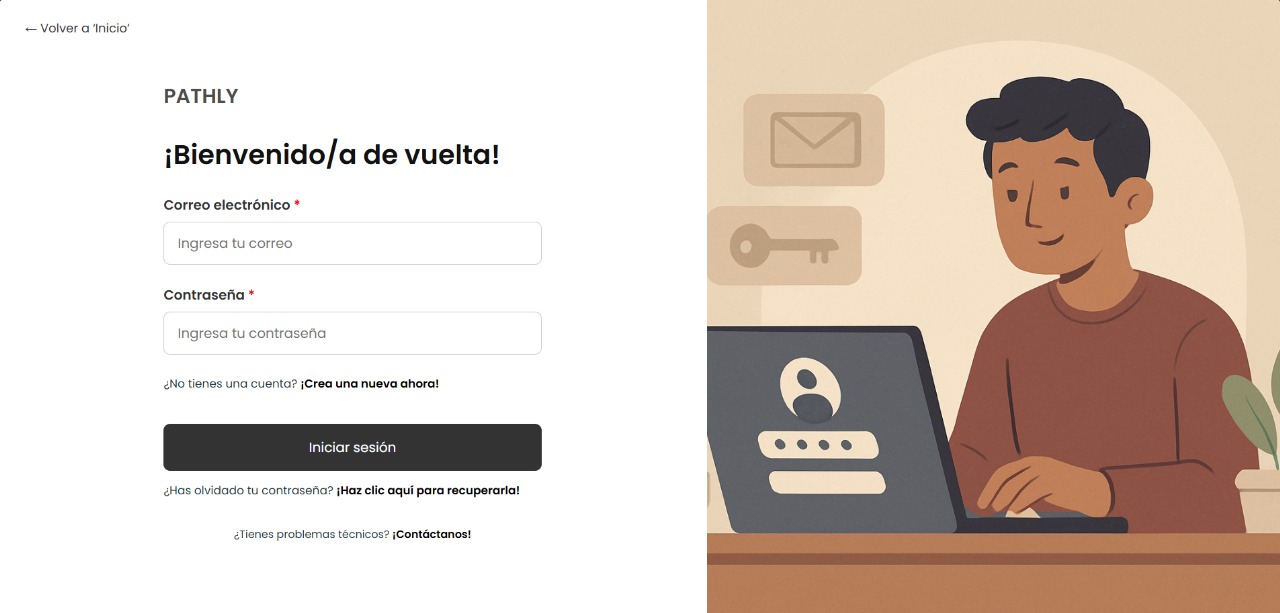 ← Volver a ‘Inicio’
PATHLY
¡Bienvenido/a de vuelta!
Correo electrónico *
Ingresa tu correo
Contraseña *
Ingresa tu contraseña
¿No tienes una cuenta? ¡Crea una nueva ahora!
Iniciar sesión
¿Has olvidado tu contraseña? ¡Haz clic aquí para recuperarla!
¿Tienes problemas técnicos? ¡Contáctanos!